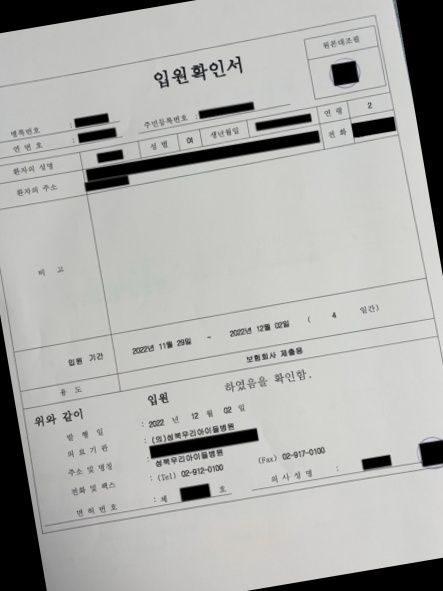 입원확인서
원본대조필
병록번호 :
연 번 호 :
주민등록번호 :
환자의 성명
성 별
여
생년월일
연 령
2
환자의 주소
전 화
비 고
입원 기간
2022년 11월 29일 ~ 2022년 12월 02일 ( 4 일간)
용 도
보험회사 제출용
위와 같이 입원 하였음을 확인함.
발 행 일 : 2022 년 12 월 02 일
의 료 기 관 : (의)성북우리아이들병원
주소 및 명칭 :
성북우리아이들병원
전화 및 팩스 : (Tel) 02-912-0100 (Fax) 02-917-0100
면 허 번 호 : 제 호 의 사 성 명 :